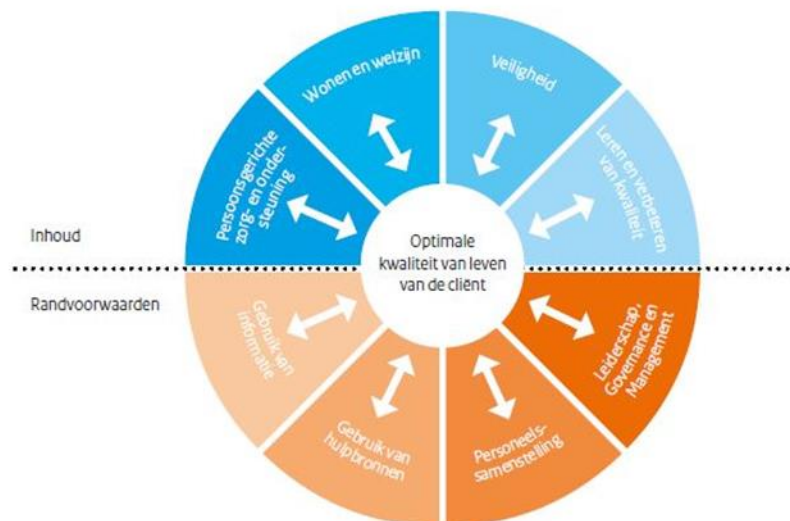 Wonen en welzijn
Veiligheid
Persoonsgerichte
zorg- en onder-
steuning
Leren en verbeteren
van kwaliteit
Inhoud
Optimale
kwaliteit van leven
van de cliënt
Randvoorwaarden
Gebruik van
informatie
Leiderschap,
Governance en
Management
Gebruik van
hulpbronnen
Personeels-
samenstelling